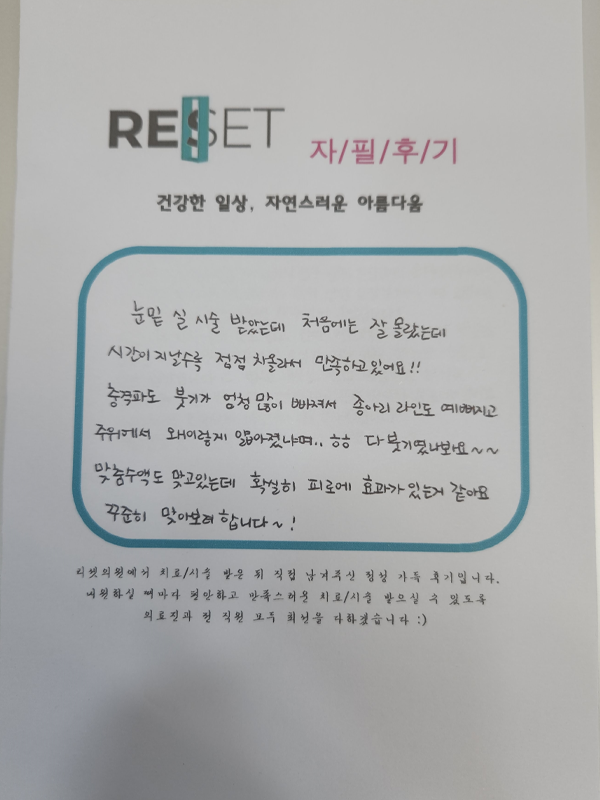 RESET
자/필/후/기
건강한 일상, 자연스러운 아름다움
눈밑 실 시술 받았는데 처음에는 잘 몰랐는데
시간이 지날수록 점점 차올라서 만족하고 있어요!!
충격파도 붓기가 엄청 많이 빠져서 종아리 라인도 예뻐지고
주위에서 왜이렇게 얇아졌냐며.. ㅎㅎ 다 붓기였나봐요~~
맞춤수액도 맞고있는데 확실히 피로에 효과가 있는거 같아요
꾸준히 맞아보려 합니다~!
리셋의원에서 치료/시술 받은 뒤 직접 남겨주신 정성 가득 후기입니다.
내원하실 때마다 편안하고 만족스러운 치료/시술 받으실 수 있도록
의료진과 전 직원 모두 최선을 다하겠습니다 :)